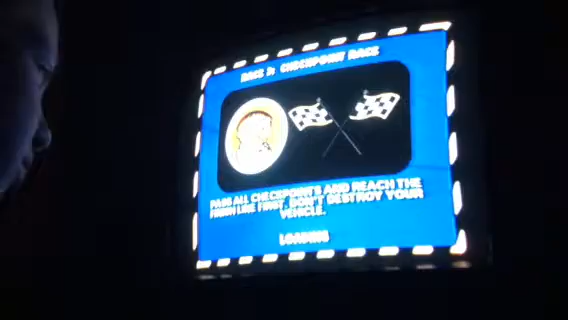 RACE 3: CHECKPOINT RACE
PASS ALL CHECKPOINTS AND REACH THE
FINISH LINE FIRST. DON'T DESTROY YOUR
VEHICLE.
LOADING